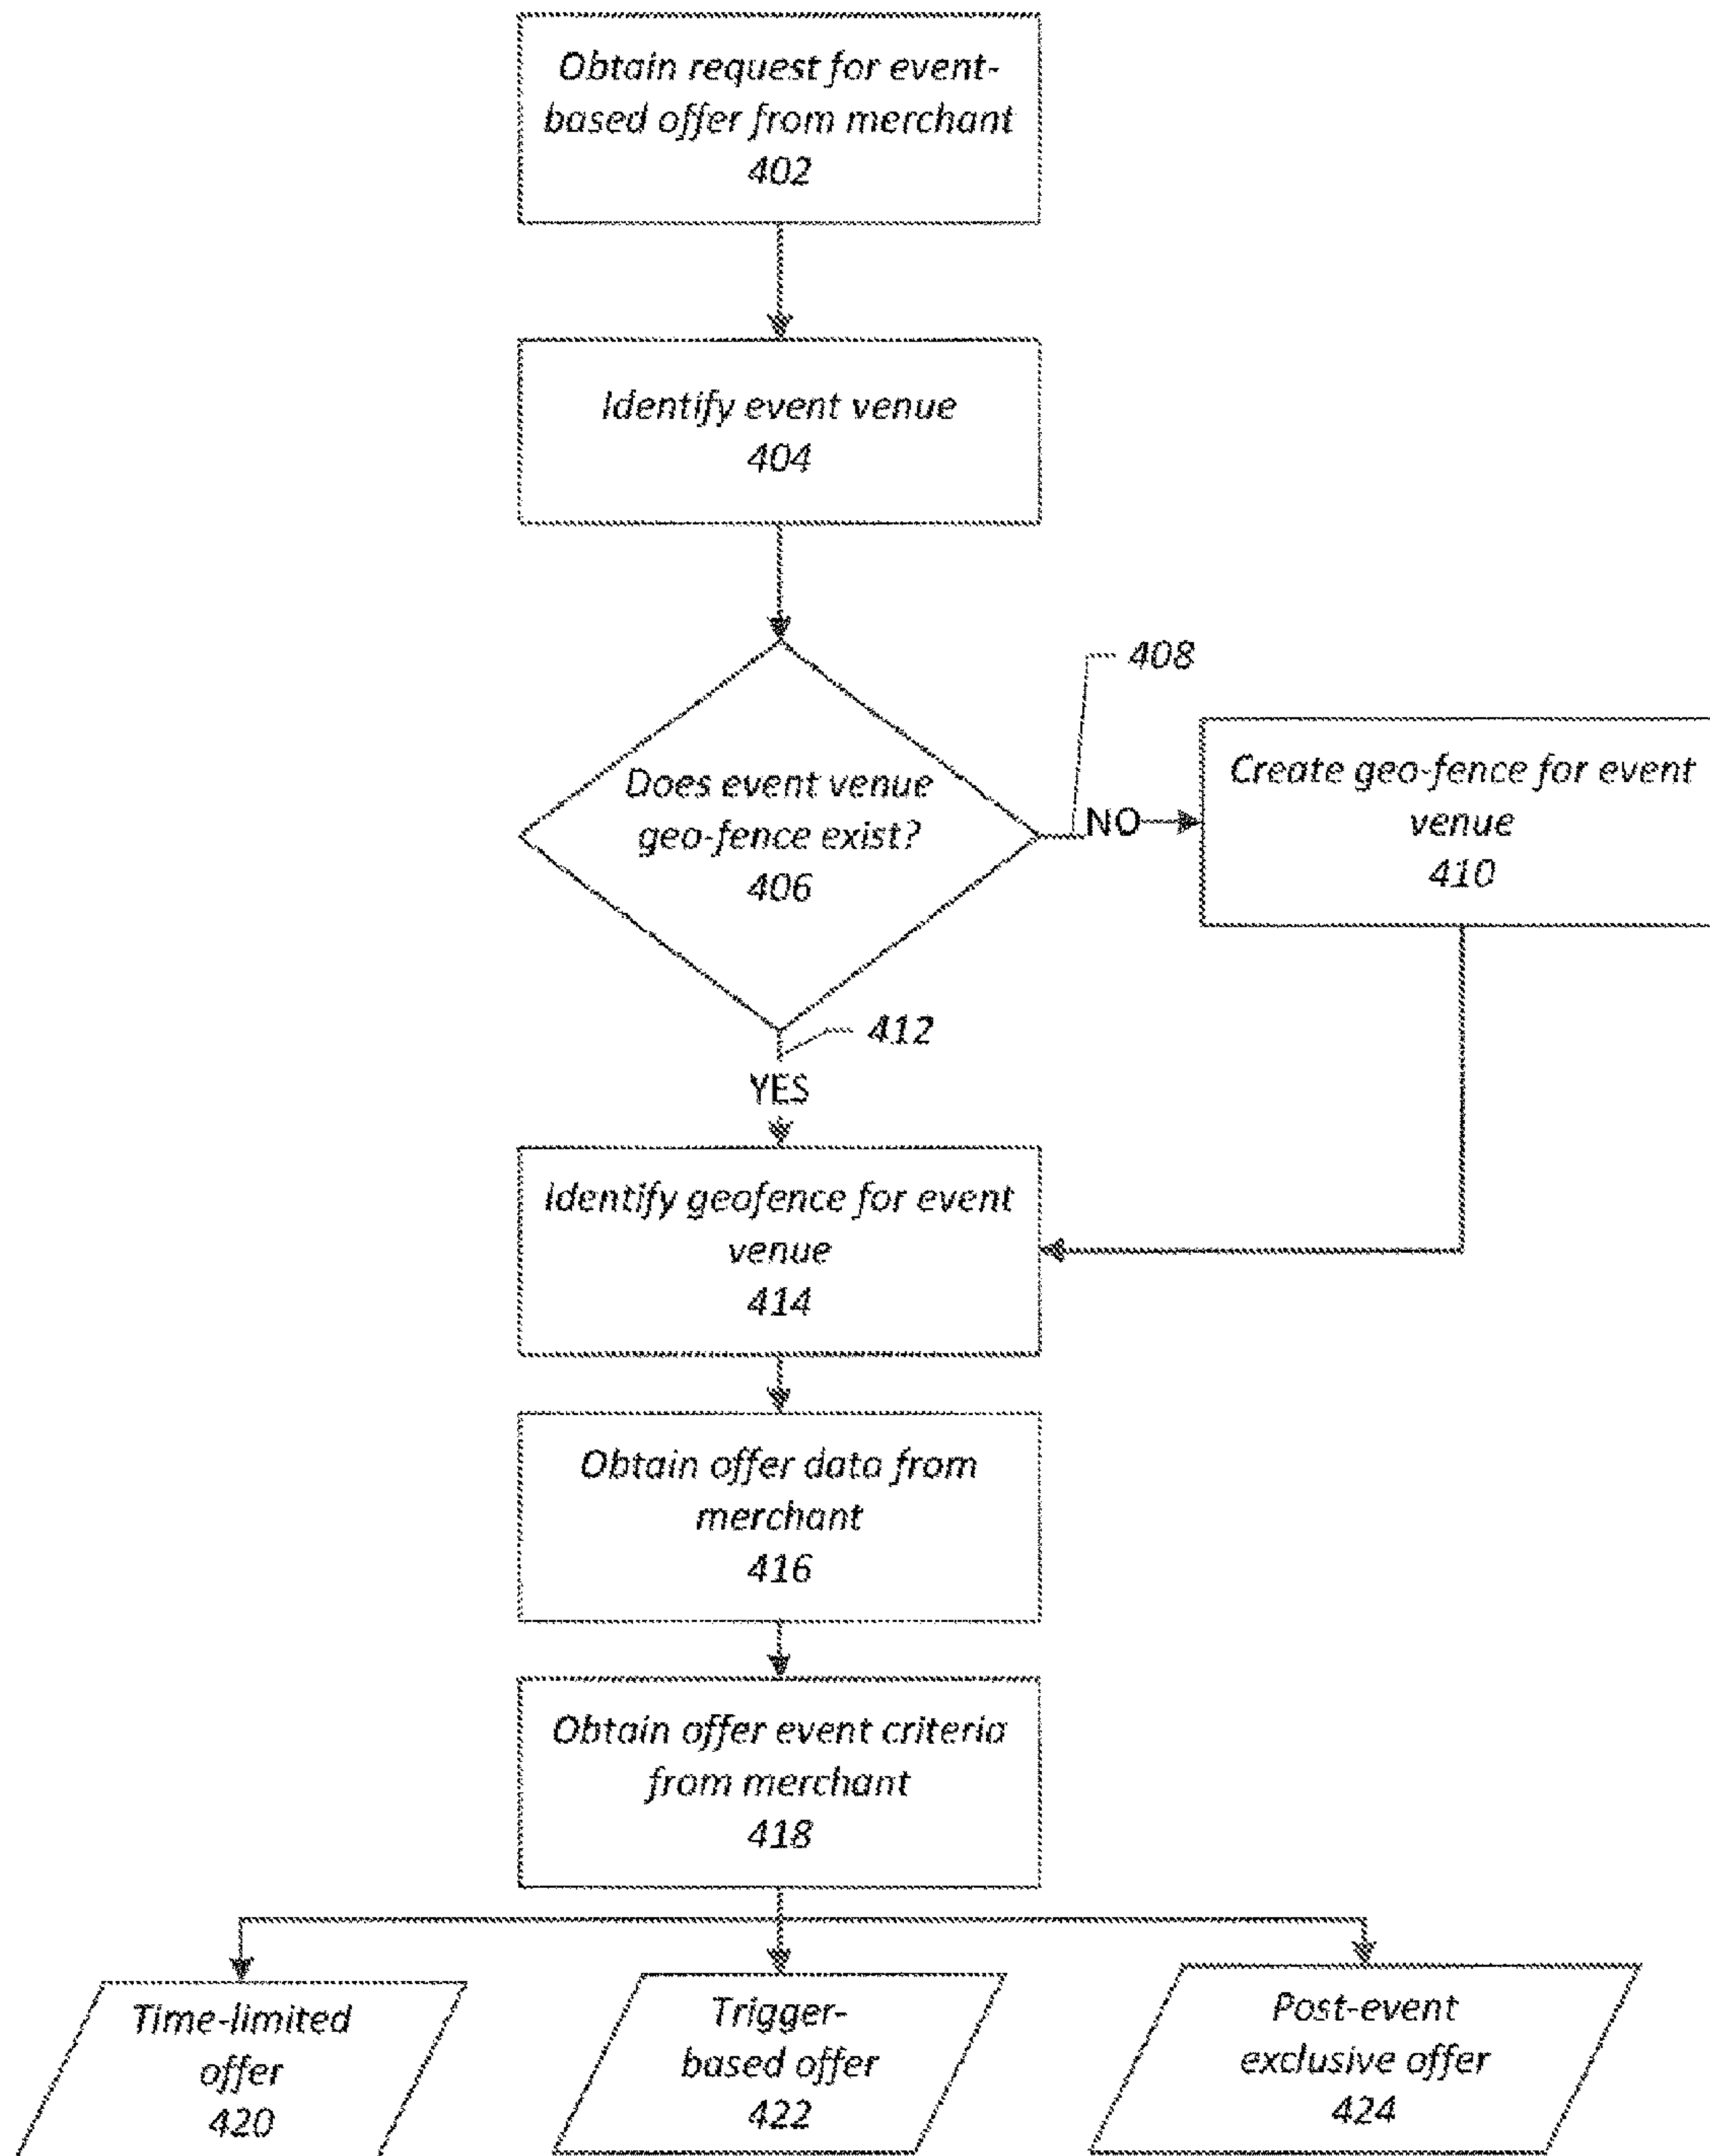 Obtain request for event-
based offer from merchant
402
Identify event venue
404
408
Does event venue
geo-fence exist?
406
NO
Create geo-fence for event
venue
410
412
YES
Identify geofence for event
venue
414
Obtain offer data from
merchant
416
Obtain offer event criteria
from merchant
418
Time-limited
offer
420
Trigger-
based offer
422
Post-event
exclusive offer
424